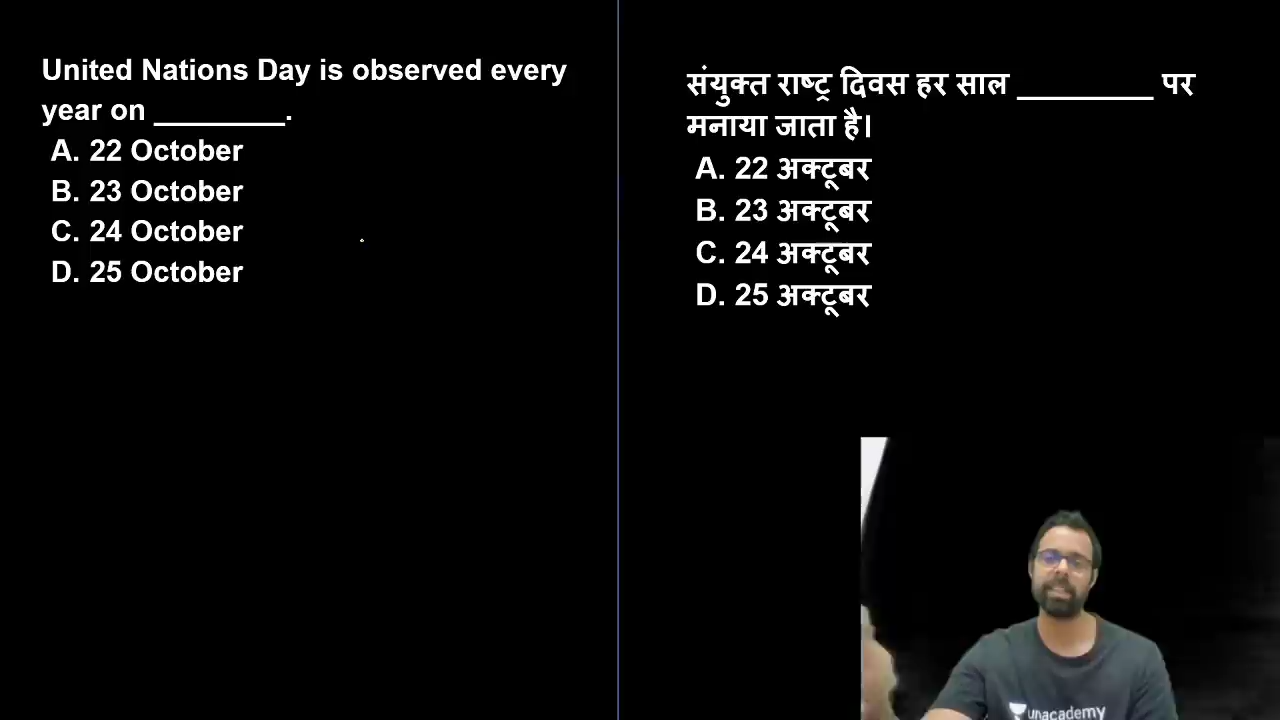 United Nations Day is observed every
year on ________.
A. 22 October
B. 23 October
C. 24 October
D. 25 October
संयुक्त राष्ट्र दिवस हर साल ________ पर
मनाया जाता है।
A. 22 अक्टूबर
B. 23 अक्टूबर
C. 24 अक्टूबर
D. 25 अक्टूबर
unacademy